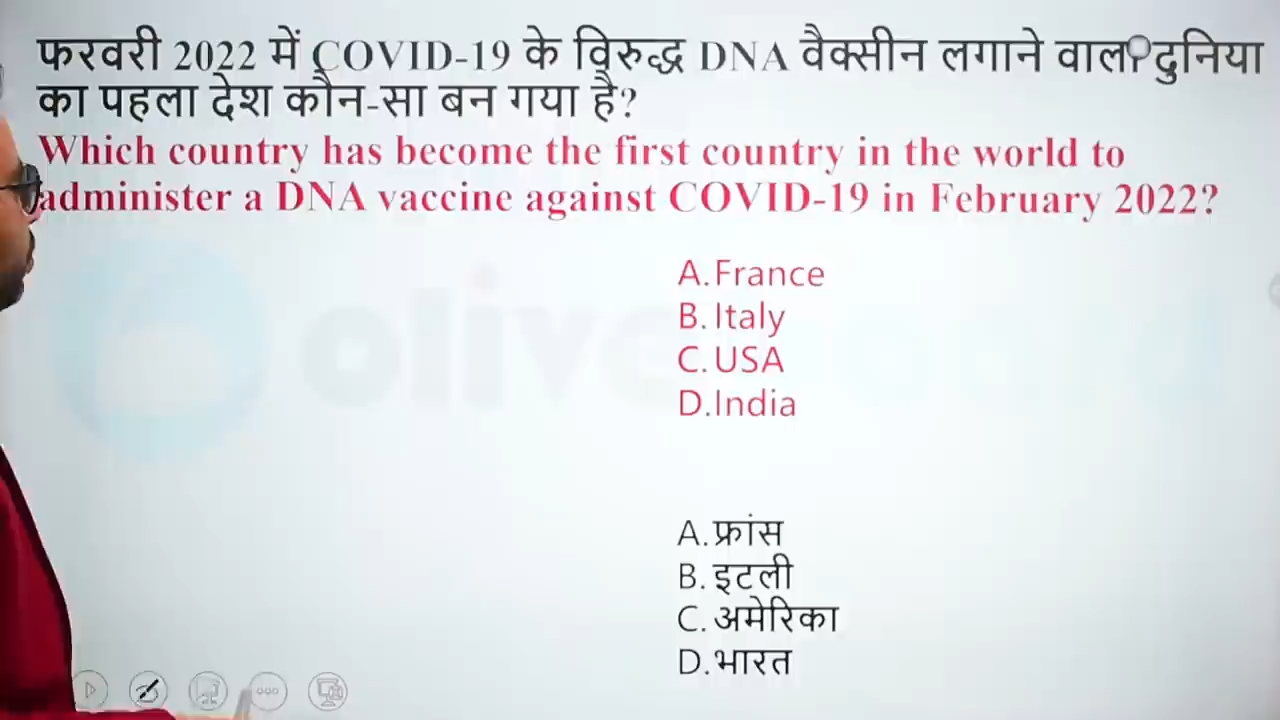 फरवरी 2022 में COVID-19 के विरुद्ध DNA वैक्सीन लगाने वाला दुनिया
का पहला देश कौन-सा बन गया है?
Which country has become the first country in the world to
administer a DNA vaccine against COVID-19 in February 2022?
A.France
B.Italy
C.USA
D.India
A.फ्रांस
B.इटली
C.अमेरिका
D.भारत